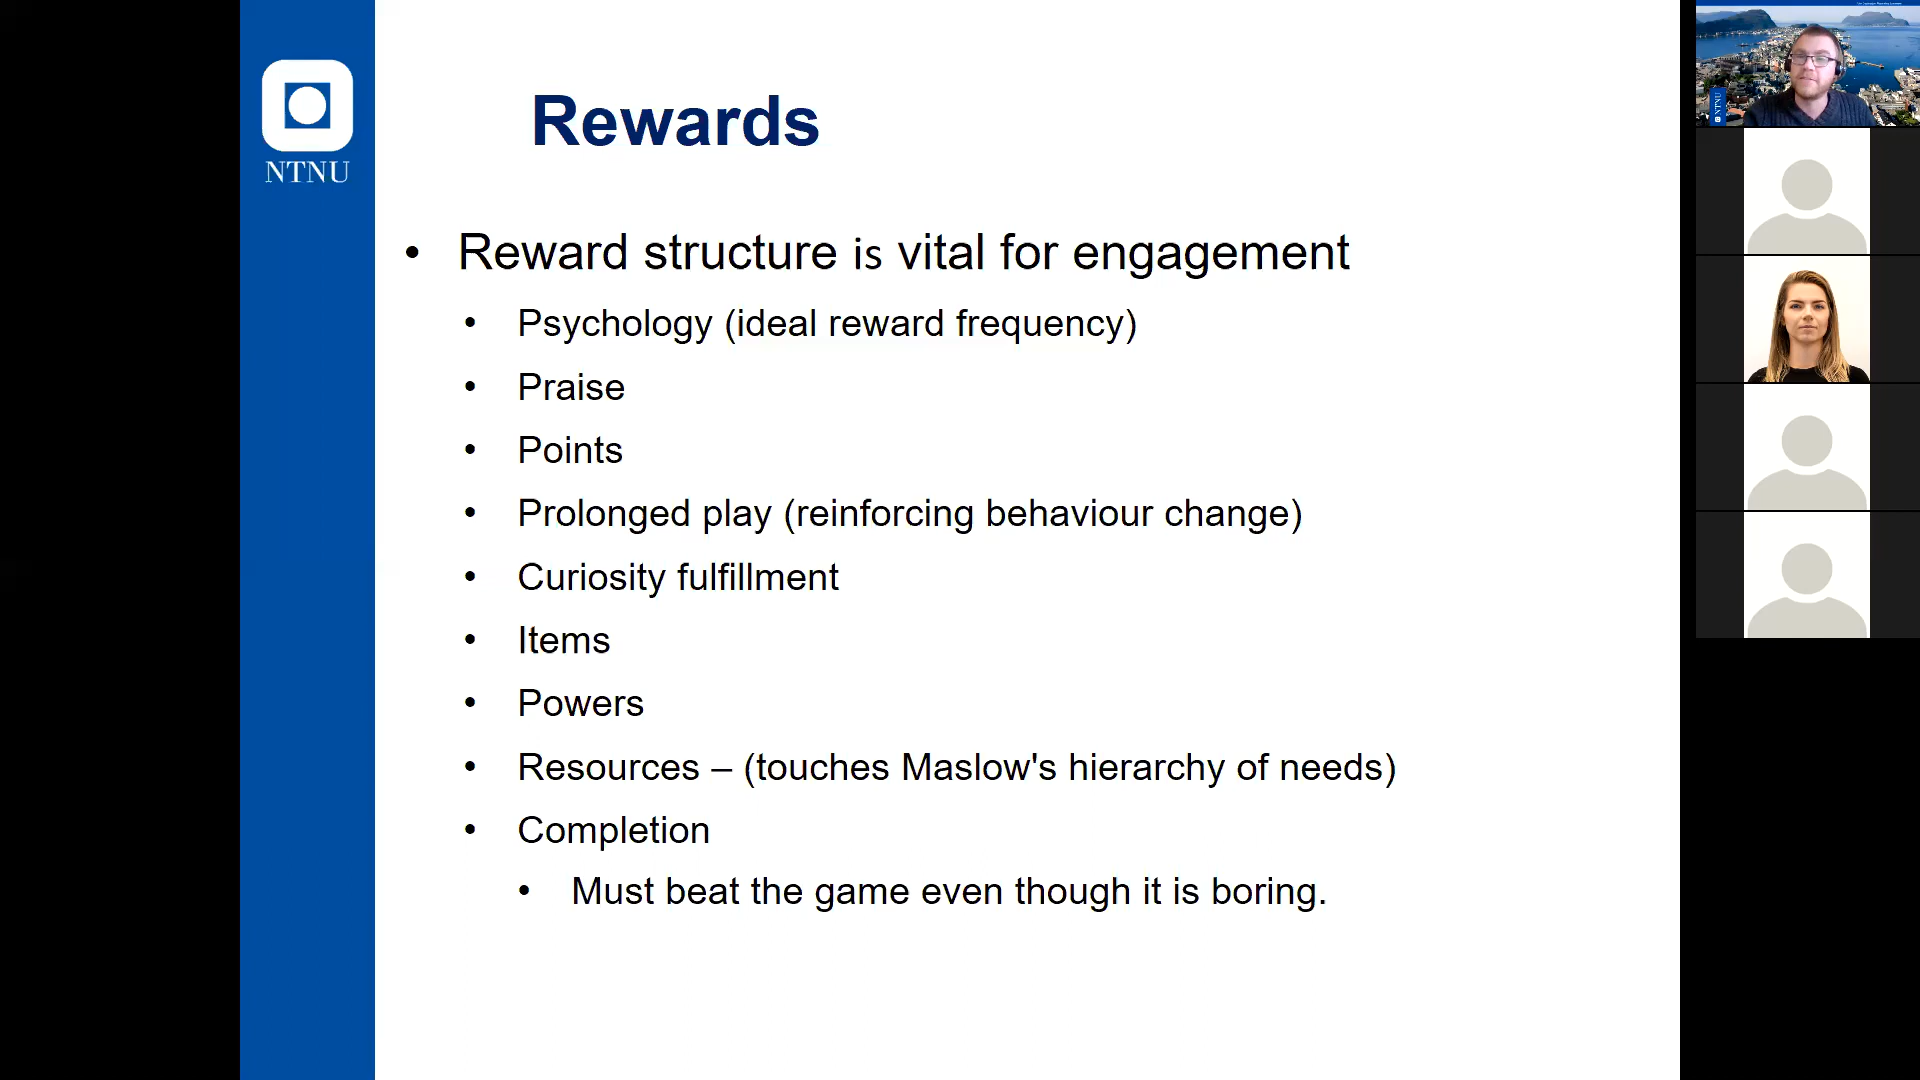 NTNU
Rewards
• Reward structure is vital for engagement
• Psychology (ideal reward frequency)
• Praise
• Points
• Prolonged play (reinforcing behaviour change)
• Curiosity fulfillment
• Items
• Powers
• Resources – (touches Maslow's hierarchy of needs)
• Completion
• Must beat the game even though it is boring.
NTNU